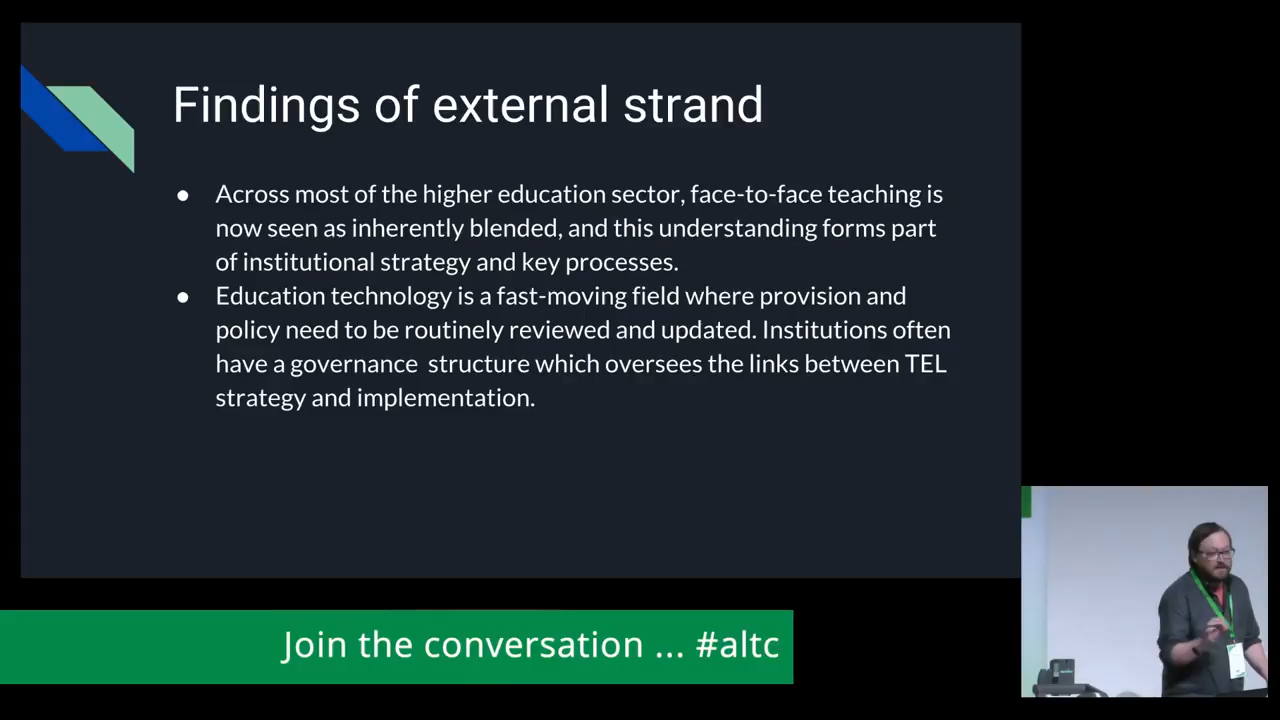 Findings of external strand
● Across most of the higher education sector, face-to-face teaching is
now seen as inherently blended, and this understanding forms part
of institutional strategy and key processes.
● Education technology is a fast-moving field where provision and
policy need to be routinely reviewed and updated. Institutions often
have a governance  structure which oversees the links between TEL
strategy and implementation.
Join the conversation ... #altc